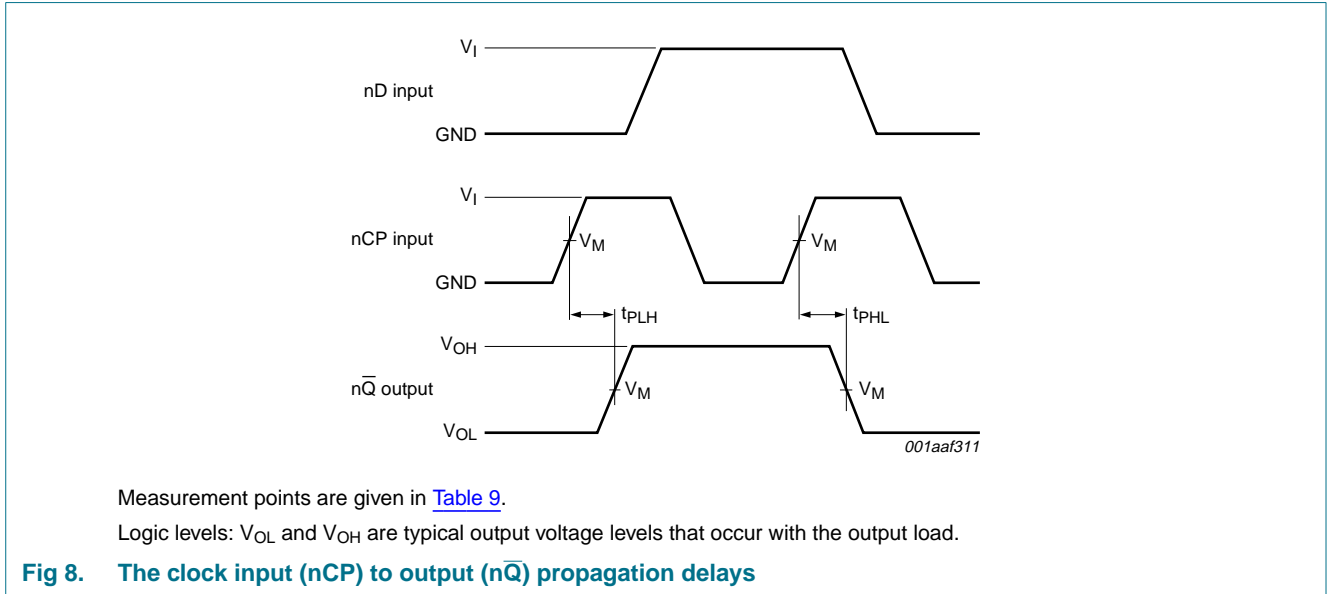 V_I
nD input
GND
V_I
nCP input
V_M
V_M
GND
t_PLH
t_PHL
V_OH
nQ̅ output
V_M
V_M
V_OL
001aaf311
Measurement points are given in Table 9.
Logic levels: V_OL and V_OH are typical output voltage levels that occur with the output load.
Fig 8. The clock input (nCP) to output (nQ̅) propagation delays